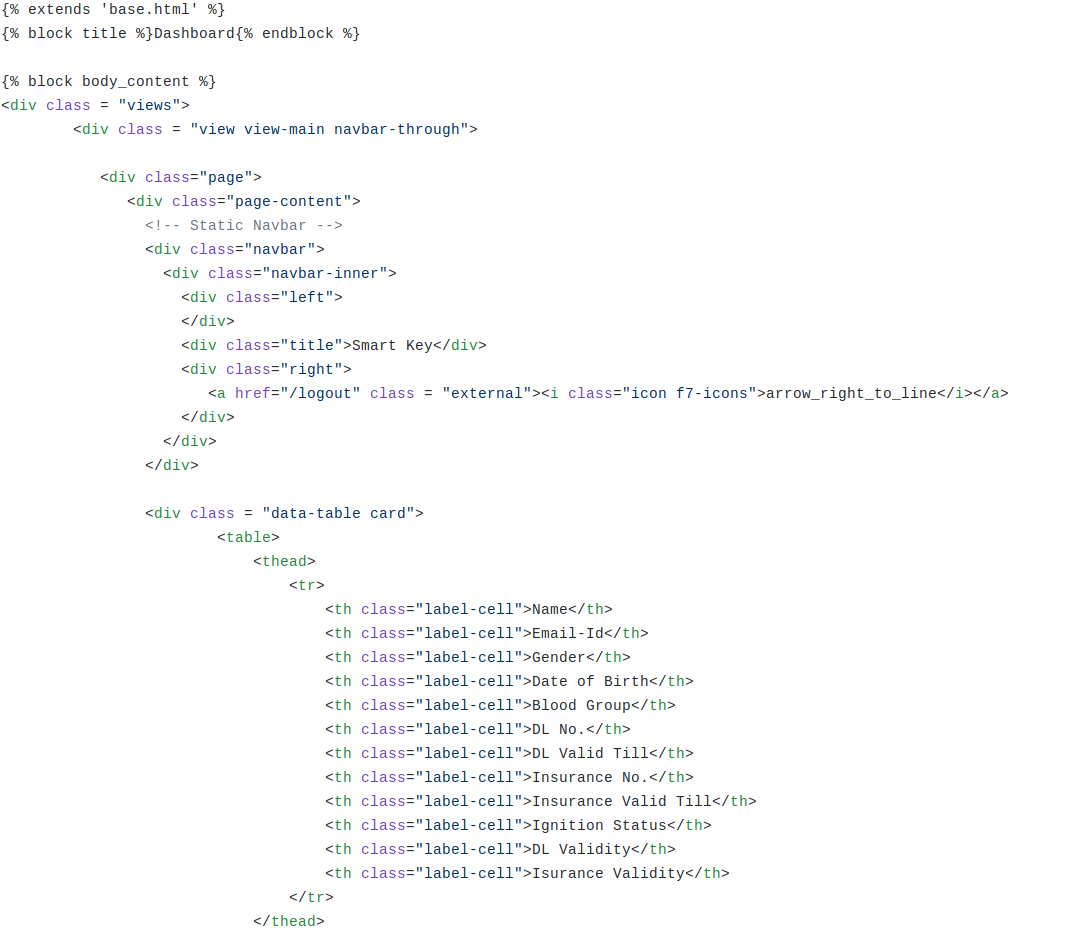 {% extends 'base.html' %}
{% block title %}Dashboard{% endblock %}

{% block body_content %}
<div class = "views">
        <div class = "view view-main navbar-through">

           <div class="page">
              <div class="page-content">
                <!-- Static Navbar -->
                <div class="navbar">
                  <div class="navbar-inner">
                    <div class="left">
                    </div>
                    <div class="title">Smart Key</div>
                    <div class="right">
                       <a href="/logout" class = "external"><i class="icon f7-icons">arrow_right_to_line</i></a>
                    </div>
                  </div>
                </div>

                <div class = "data-table card">
                        <table>
                            <thead>
                                <tr>
                                    <th class="label-cell">Name</th>
                                    <th class="label-cell">Email-Id</th>
                                    <th class="label-cell">Gender</th>
                                    <th class="label-cell">Date of Birth</th>
                                    <th class="label-cell">Blood Group</th>
                                    <th class="label-cell">DL No.</th>
                                    <th class="label-cell">DL Valid Till</th>
                                    <th class="label-cell">Insurance No.</th>
                                    <th class="label-cell">Insurance Valid Till</th>
                                    <th class="label-cell">Ignition Status</th>
                                    <th class="label-cell">DL Validity</th>
                                    <th class="label-cell">Isurance Validity</th>
                                </tr>
                            </thead>